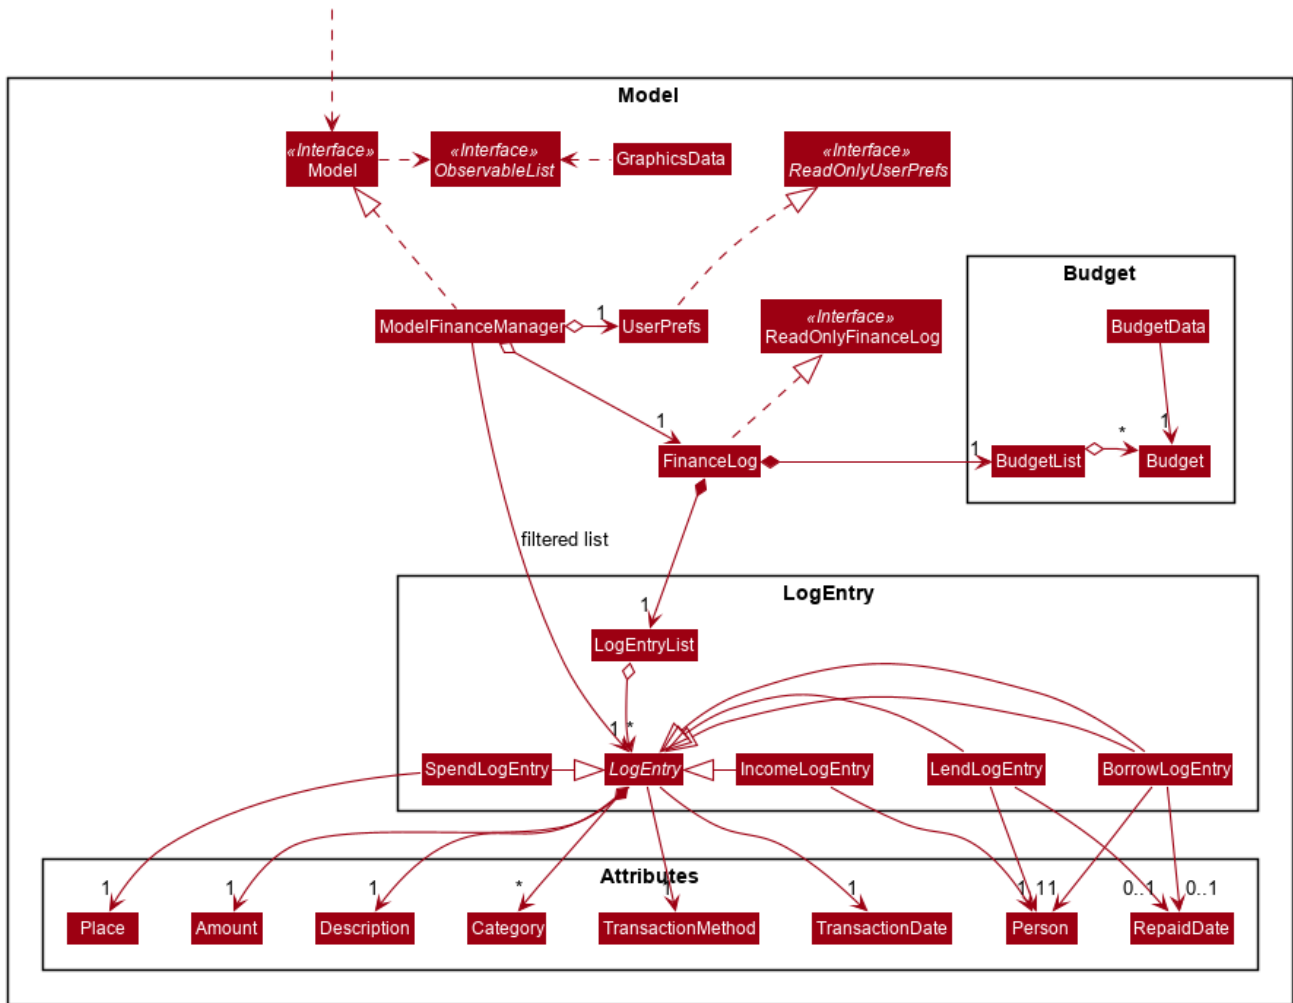 Model
«Interface»
Model
«Interface»
ObservableList
GraphicsData
«Interface»
ReadOnlyUserPrefs
Budget
ModelFinanceManager
1
UserPrefs
«Interface»
ReadOnlyFinanceLog
BudgetData
1
1
*
FinanceLog
1
BudgetList
Budget
filtered list
LogEntry
1
LogEntryList
1
*
SpendLogEntry
LogEntry
IncomeLogEntry
LendLogEntry
BorrowLogEntry
Attributes
1
1
1
*
1
1
1
11
0..1
0..1
Place
Amount
Description
Category
TransactionMethod
TransactionDate
Person
RepaidDate